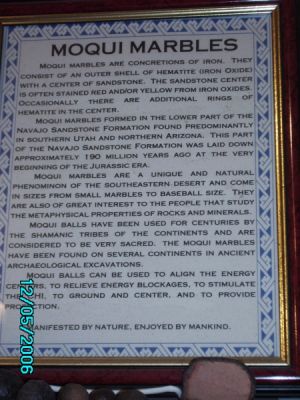 MOQUI MARBLES
MOQUI MARBLES ARE CONCRETIONS OF IRON. THEY
CONSIST OF AN OUTER SHELL OF HEMATITE (IRON OXIDE)
WITH A CENTER OF SANDSTONE. THE SANDSTONE CENTER
IS OFTEN STAINED RED AND/OR YELLOW FROM IRON OXIDES.
OCCASIONALLY THERE ARE ADDITIONAL RINGS OF
HEMATITE IN THE CENTER.
MOQUI MARBLES FORMED IN THE LOWER PART OF THE
NAVAJO SANDSTONE FORMATION FOUND PREDOMINANTLY
IN SOUTHERN UTAH AND NORTHERN ARIZONA. THIS PART
OF THE NAVAJO SANDSTONE FORMATION WAS LAID DOWN
APPROXIMATELY 190 MILLION YEARS AGO AT THE VERY
BEGINNING OF THE JURASSIC ERA.
MOQUI MARBLES ARE A UNIQUE AND NATURAL
PHENOMINON OF THE SOUTHEASTERN DESERT AND COME
IN SIZES FROM SMALL MARBLES TO BASEBALL SIZE. THEY
ARE ALSO OF GREAT INTEREST TO THE PEOPLE THAT STUDY
THE METAPHYSICAL PROPERTIES OF ROCKS AND MINERALS.
MOQUI BALLS HAVE BEEN USED FOR CENTURIES BY
THE SHAMANIC TRIBES OF THE CONTINENTS AND ARE
CONSIDERED TO BE VERY SACRED. THE MOQUI MARBLES
HAVE BEEN FOUND ON SEVERAL CONTINENTS IN ANCIENT
ARCHAEOLOGICAL EXCAVATIONS.
MOQUI BALLS CAN BE USED TO ALIGN THE ENERGY
CENTERS, TO RELIEVE ENERGY BLOCKAGES, TO STIMULATE
THE CHI, TO GROUND AND CENTER, AND TO PROVIDE
PROTECTION.
MANIFESTED BY NATURE, ENJOYED BY MANKIND.
12/05/2006